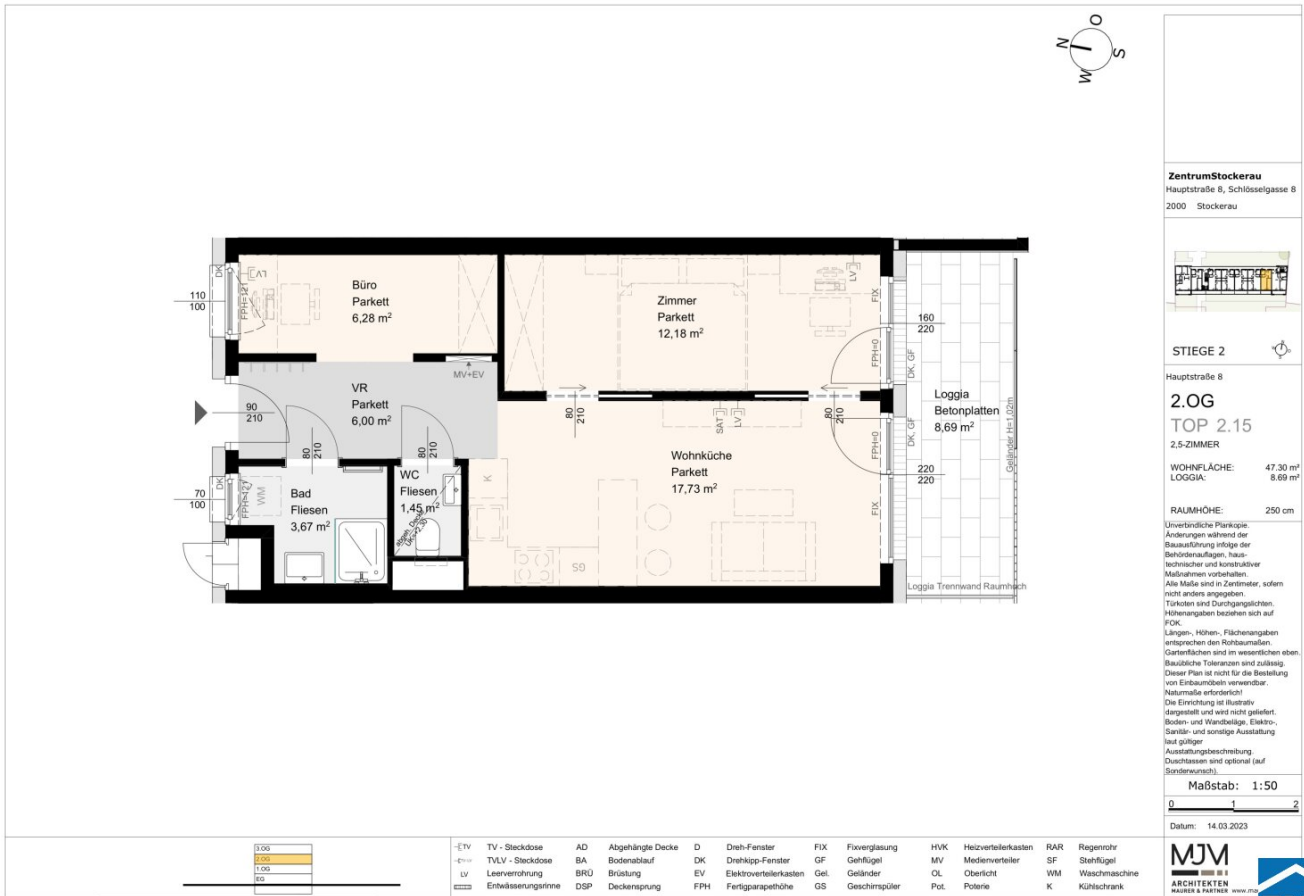 N
O
S
W
ZentrumStockerau
Hauptstraße 8, Schlösselgasse 8
2000 Stockerau
STIEGE 2
Hauptstraße 8
2.OG
TOP 2.15
2,5-ZIMMER
WOHNFLÄCHE: 47.30 m²
LOGGIA: 8.69 m²
RAUMHÖHE: 250 cm
Unverbindliche Plankopie.
Änderungen während der
Bauausführung infolge der
Behördenauflagen, haus-
technischer und konstruktiver
Maßnahmen vorbehalten.
Alle Maße sind in Zentimeter, sofern
nicht anders angegeben.
Türkoten sind Durchgangslichten.
Höhenangaben beziehen sich auf
FOK.
Längen-, Höhen-, Flächenangaben
entsprechen den Rohbaumaßen.
Gartenflächen sind im wesentlichen eben.
Bauübliche Toleranzen sind zulässig.
Dieser Plan ist nicht für die Bestellung
von Einbaumöbeln verwendbar.
Naturmaße erforderlich!
Die Einrichtung ist illustrativ
dargestellt und wird nicht geliefert.
Boden- und Wandbeläge, Elektro-,
Sanitär- und sonstige Ausstattung
laut gültiger
Ausstattungsbeschreibung.
Duschtassen sind optional (auf
Sonderwunsch).
Maßstab: 1:50
0 1 2
Datum: 14.03.2023
MJM
ARCHITEKTEN
MAURER & PARTNER www.ma
Büro
Parkett
6,28 m²
DK
FPH=121
LV
110
100
Zimmer
Parkett
12,18 m²
LV
FIX
FPH=0
DK, GF
160
220
VR
Parkett
6,00 m²
MV+EV
90
210
80
210
80
210
80
210
80
210
Loggia
Betonplatten
8,69 m²
Geländer H=1,02m
Loggia Trennwand Raumhoch
Wohnküche
Parkett
17,73 m²
SAT
LV
FPH=0
DK, GF
FIX
220
220
K
GS
Bad
Fliesen
3,67 m²
WM
DK
FPH=121
70
100
WC
Fliesen
1,45 m²
abgeh. Decke
UK=2,30
3.OG
2.OG
1.OG
EG
TV TV - Steckdose AD Abgehängte Decke D Dreh-Fenster FIX Fixverglasung HVK Heizverteilerkasten RAR Regenrohr
TVLV - Steckdose BA Bodenablauf DK Drehkipp-Fenster GF Gehflügel MV Medienverteiler SF Stehflügel
LV Leerverrohrung BRÜ Brüstung EV Elektroverteilerkasten Gel. Geländer OL Oberlicht WM Waschmaschine
Entwässerungsrinne DSP Deckensprung FPH Fertigparapethöhe GS Geschirrspüler Pot. Poterie K Kühlschrank